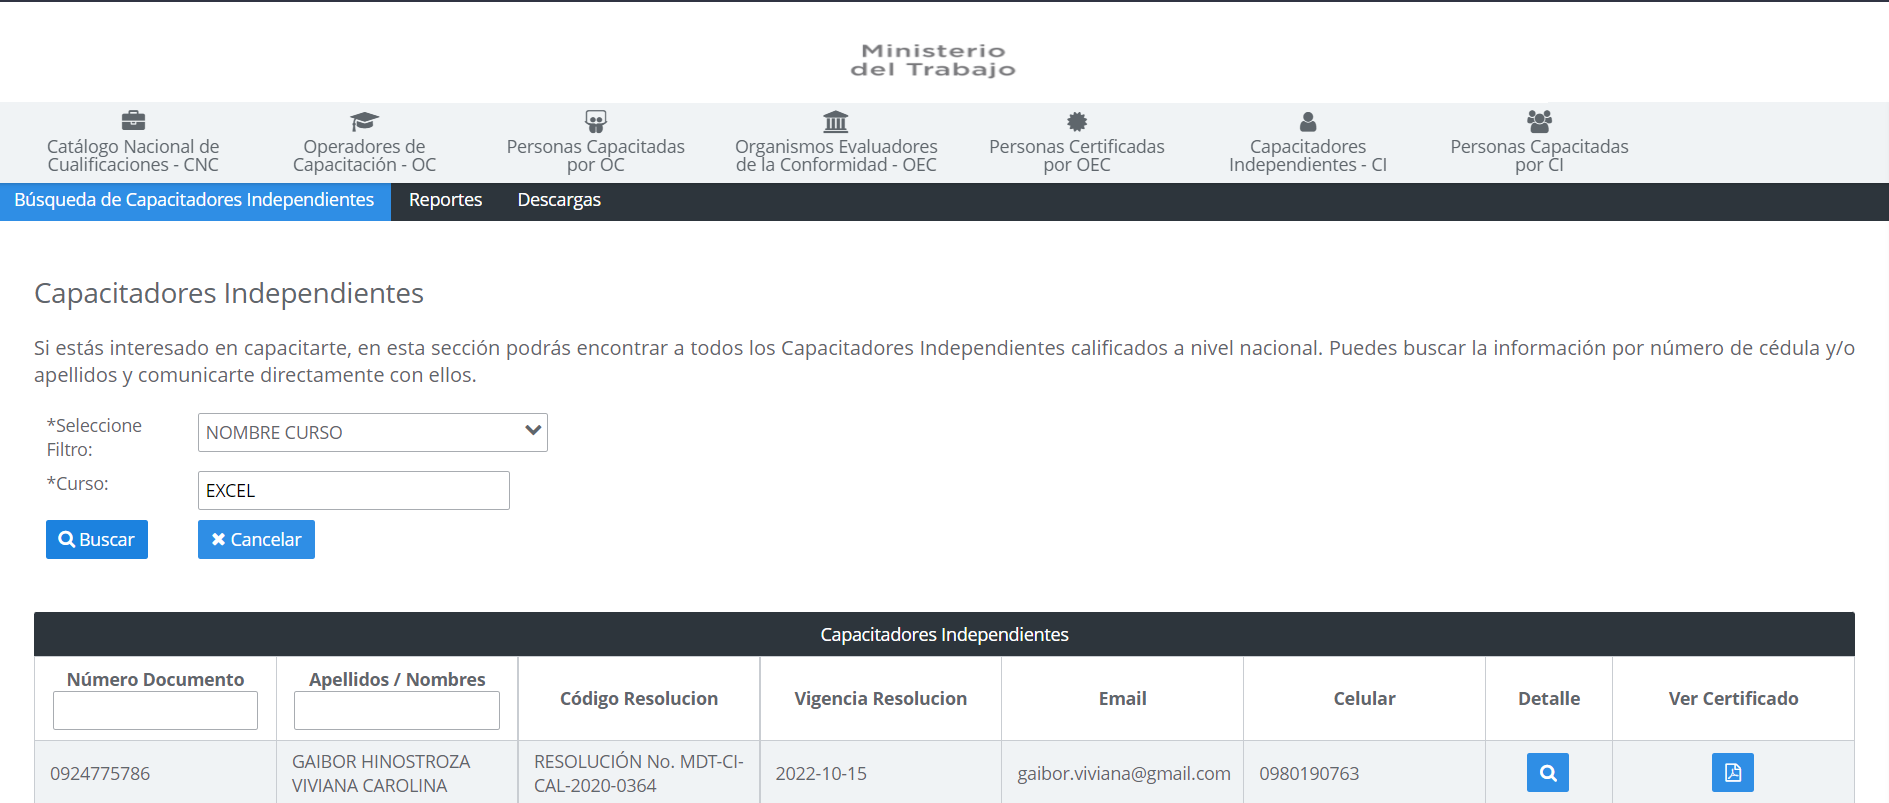 Ministerio
del Trabajo
Catálogo Nacional de
Cualificaciones - CNC
Operadores de
Capacitación - OC
Personas Capacitadas
por OC
Organismos Evaluadores
de la Conformidad - OEC
Personas Certificadas
por OEC
Capacitadores
Independientes - CI
Personas Capacitadas
por CI
Búsqueda de Capacitadores Independientes
Reportes
Descargas
Capacitadores Independientes
Si estás interesado en capacitarte, en esta sección podrás encontrar a todos los Capacitadores Independientes calificados a nivel nacional. Puedes buscar la información por número de cédula y/o
apellidos y comunicarte directamente con ellos.
*Seleccione
Filtro:
NOMBRE CURSO
*Curso:
EXCEL
Buscar
Cancelar
Capacitadores Independientes
Número Documento
Apellidos / Nombres
Código Resolucion
Vigencia Resolucion
Email
Celular
Detalle
Ver Certificado
0924775786
GAIBOR HINOSTROZA
VIVIANA CAROLINA
RESOLUCIÓN No. MDT-CI-
CAL-2020-0364
2022-10-15
gaibor.viviana@gmail.com
0980190763